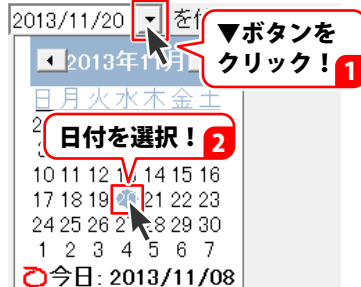 2013/11/20 を
▼ボタンを
クリック！ 1
2013年11月
日月火水木金土
日付を選択！ 2
10 11 12 13 14 15 16
17 18 19 20 21 22 23
24 25 26 27 28 29 30
1 2 3 4 5 6 7
今日: 2013/11/08